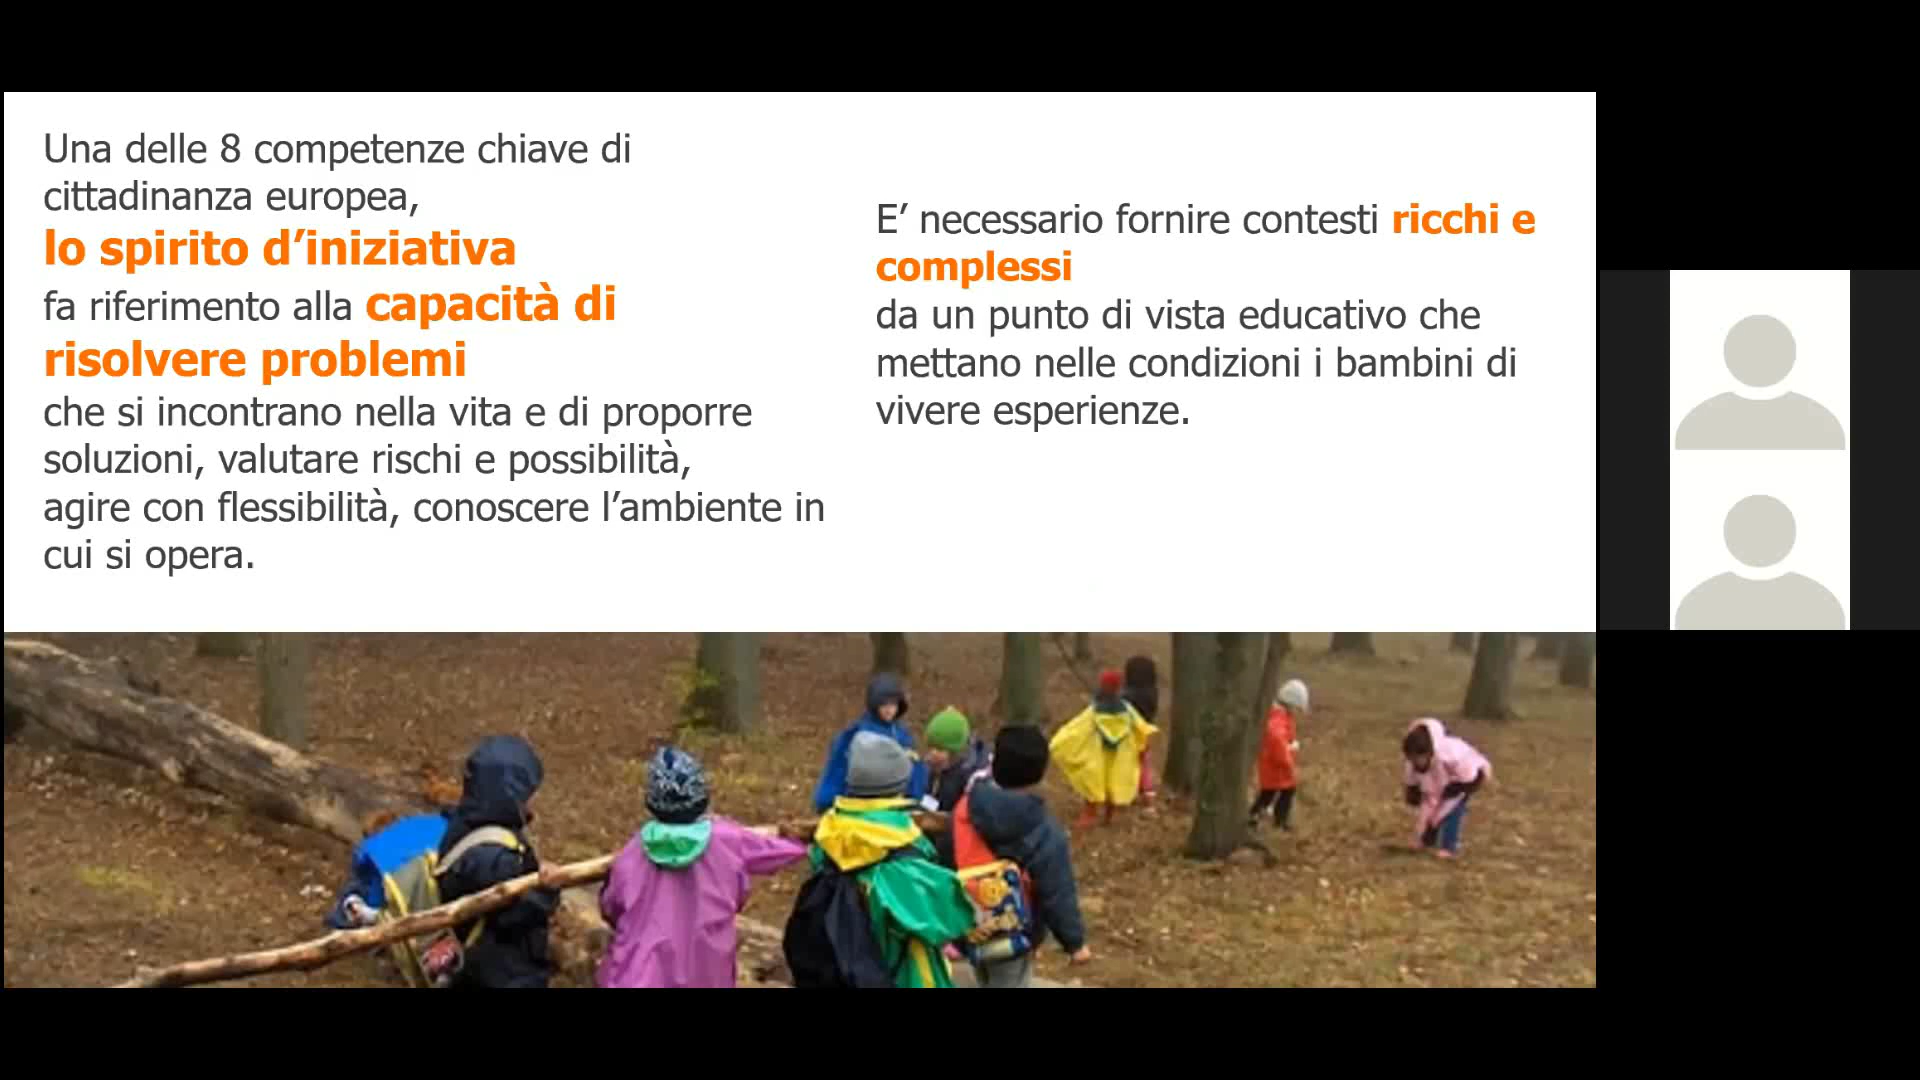 Una delle 8 competenze chiave di
cittadinanza europea,
lo spirito d’iniziativa
fa riferimento alla capacità di
risolvere problemi
che si incontrano nella vita e di proporre
soluzioni, valutare rischi e possibilità,
agire con flessibilità, conoscere l’ambiente in
cui si opera.
E’ necessario fornire contesti ricchi e
complessi
da un punto di vista educativo che
mettano nelle condizioni i bambini di
vivere esperienze.